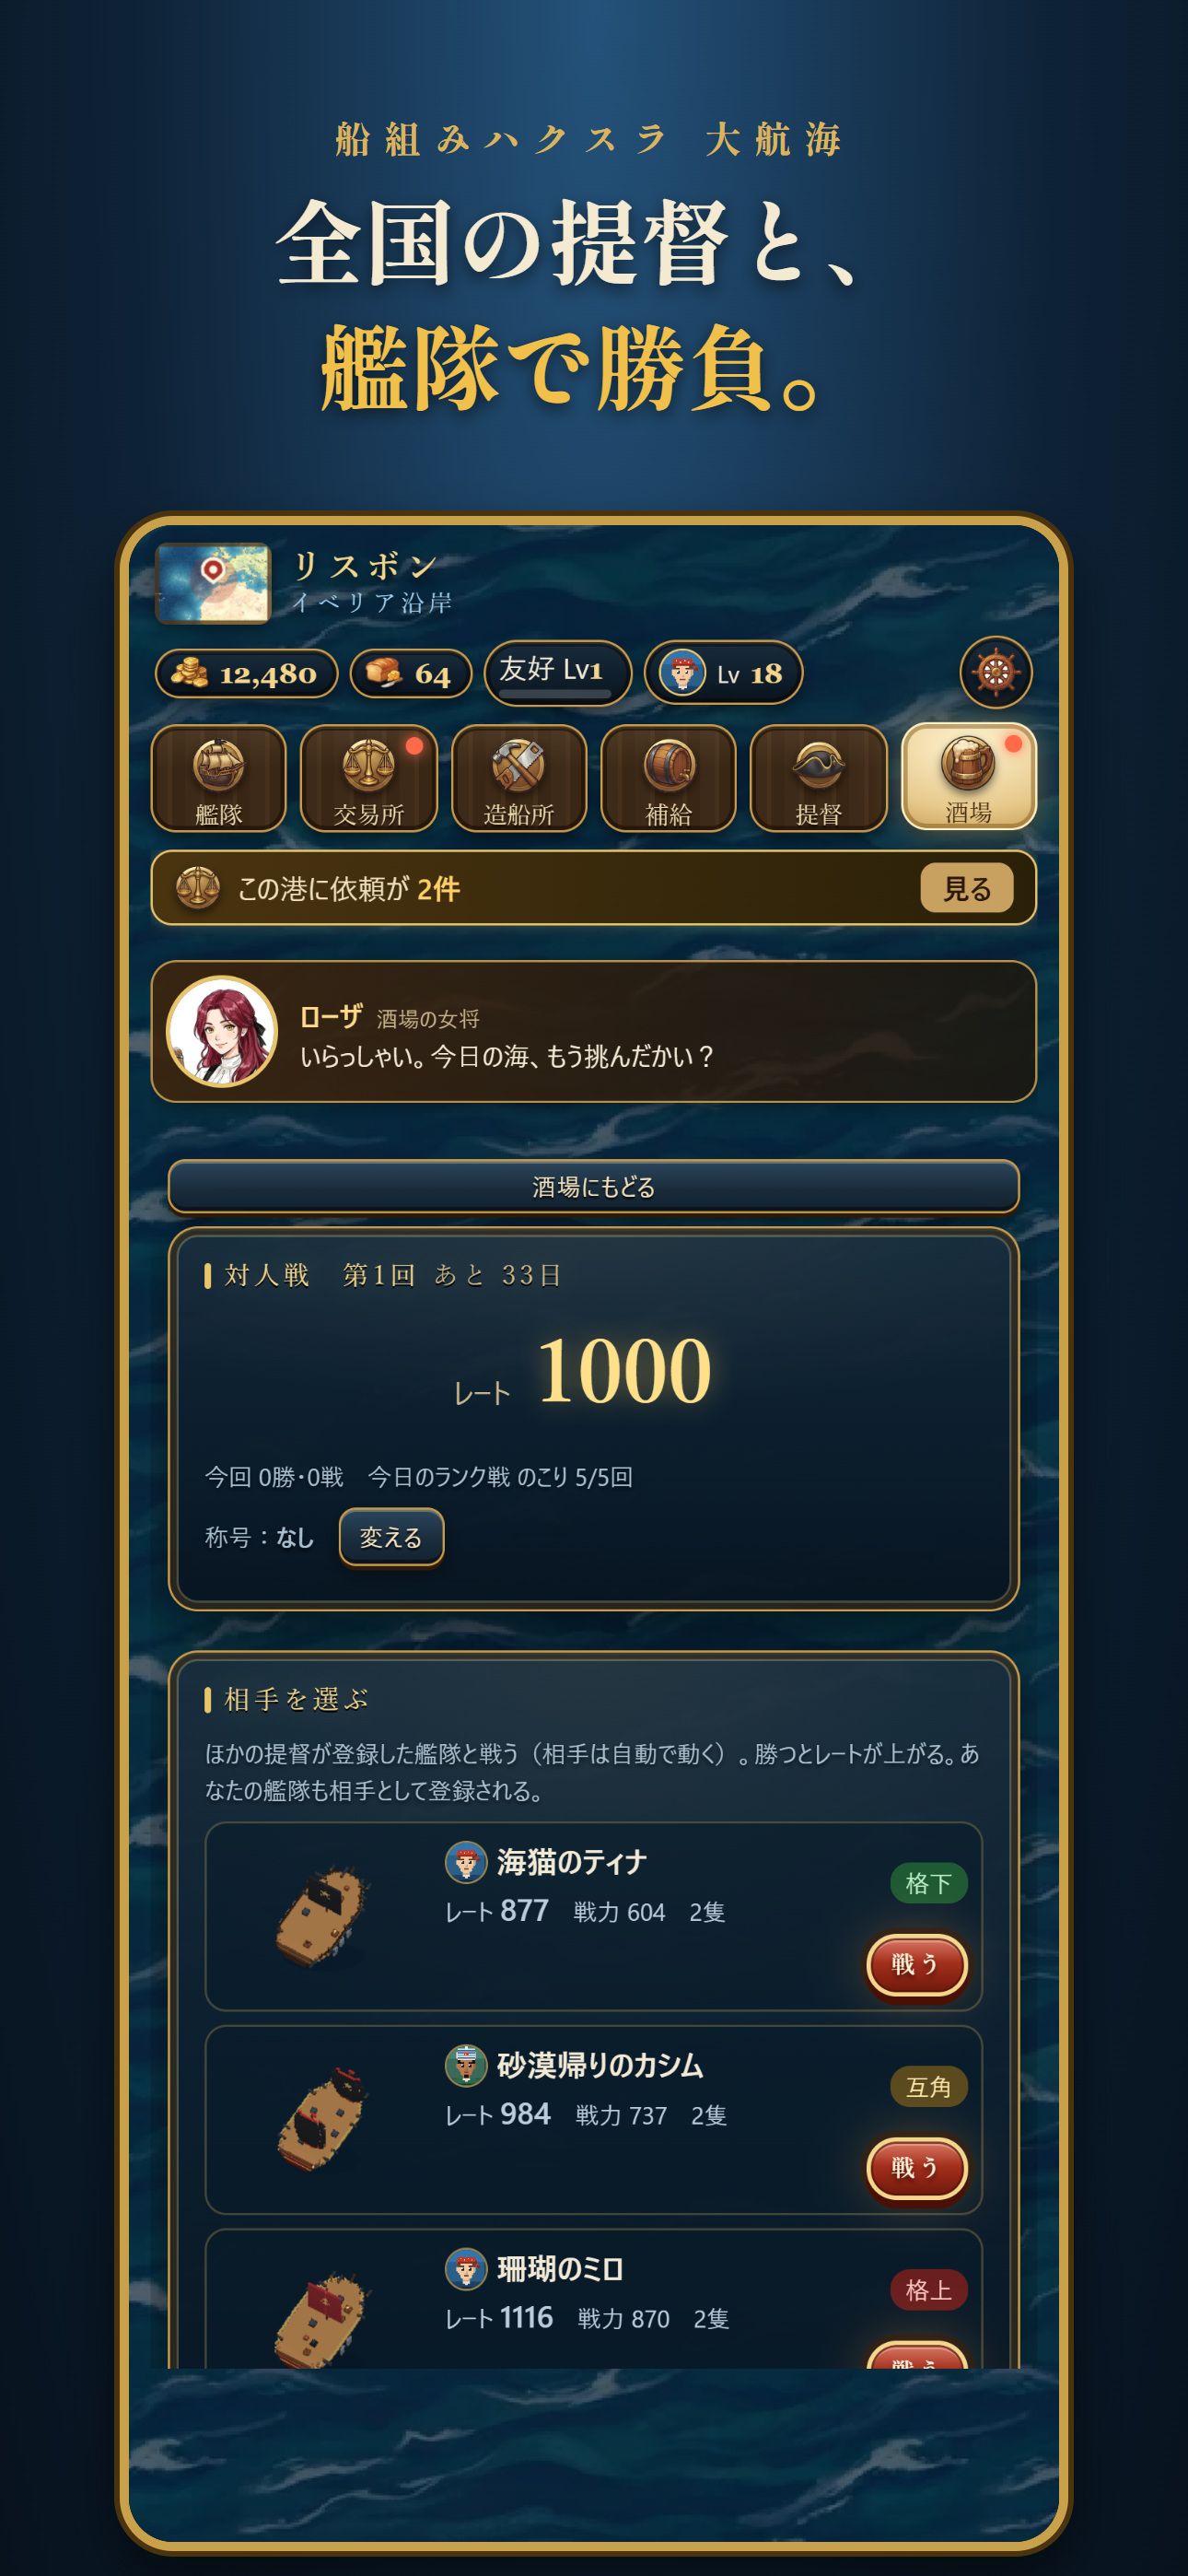 船組みハクスラ 大航海
全国の提督と、
艦隊で勝負。
リスボン
イベリア沿岸
12,480 64 友好 Lv1 Lv 18
艦隊 交易所 造船所 補給 提督 酒場
この港に依頼が 2件 見る
ローザ 酒場の女将
いらっしゃい。今日の海、もう挑んだかい？
酒場にもどる
対人戦 第1回 あと 33日
レート 1000
今回 0勝・0戦 今日のランク戦 のこり 5/5回
称号：なし 変える
相手を選ぶ
ほかの提督が登録した艦隊と戦う（相手は自動で動く）。勝つとレートが上がる。あ
なたの艦隊も相手として登録される。
海猫のティナ
格下
レート 877 戦力 604 2隻
戦う
砂漠帰りのカシム
互角
レート 984 戦力 737 2隻
戦う
珊瑚のミロ
格上
レート 1116 戦力 870 2隻
戦う